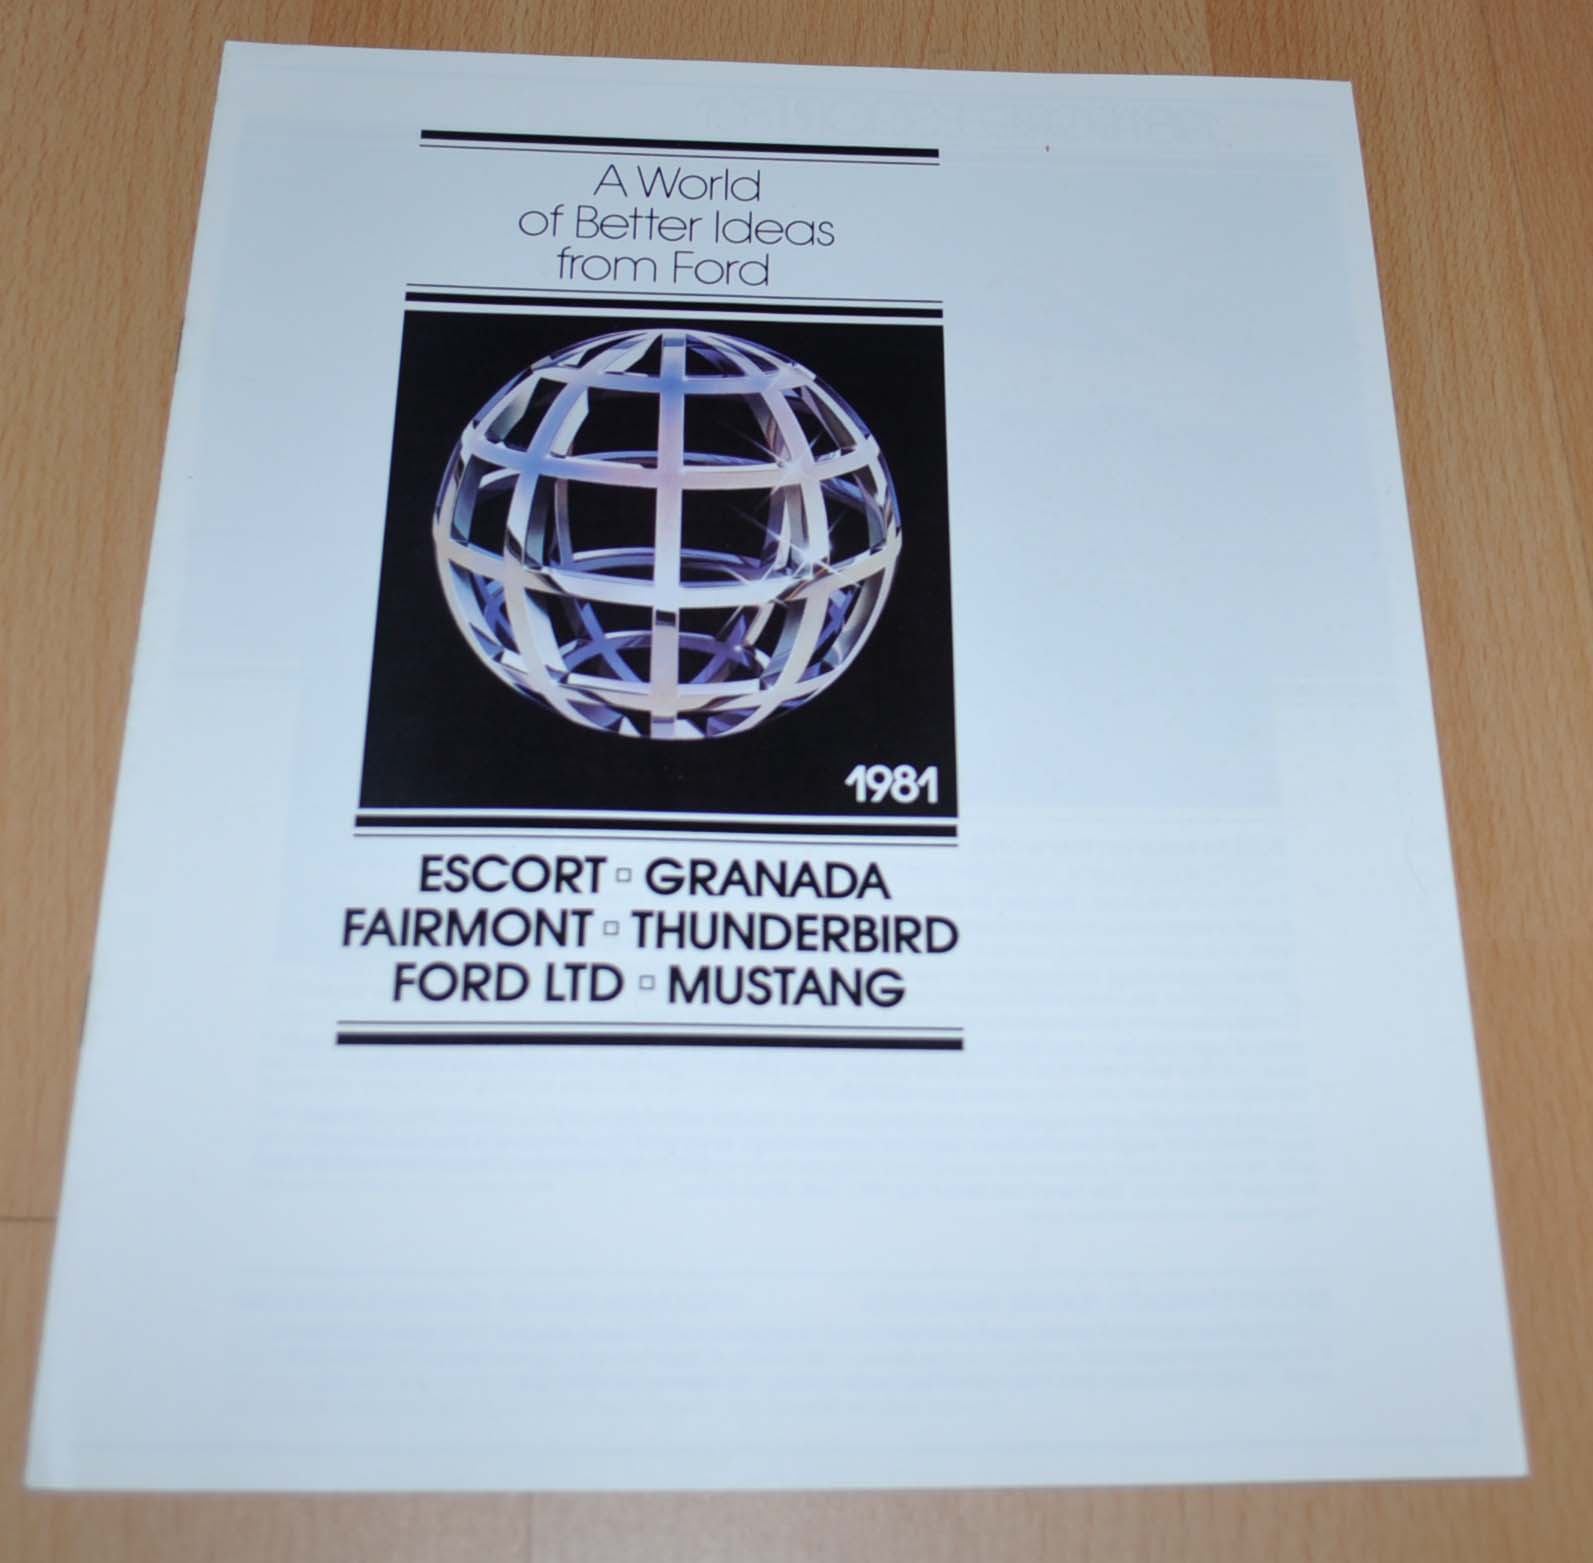 A World
of Better Ideas
from Ford
1981
ESCORT ▫ GRANADA
FAIRMONT ▫ THUNDERBIRD
FORD LTD ▫ MUSTANG